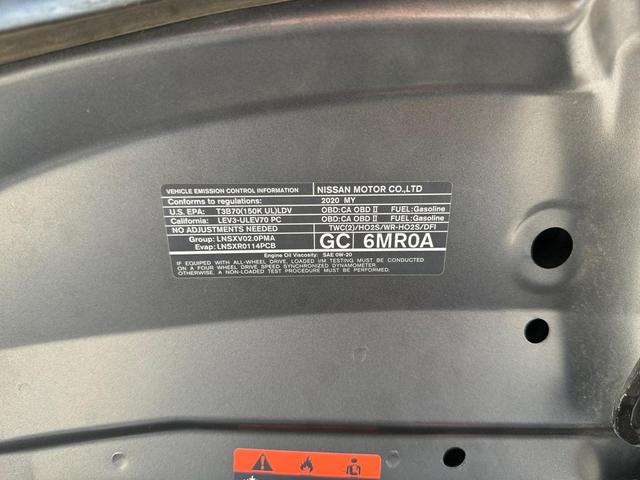 VEHICLE EMISSION CONTROL INFORMATION NISSAN MOTOR CO.,LTD
Conforms to regulations: 2020 MY
U.S. EPA: T3B70(150K UL)LDV OBD:CA OBD II FUEL:Gasoline
California: LEV3-ULEV70 PC OBD:CA OBD II FUEL:Gasoline
NO ADJUSTMENTS NEEDED TWC(2)/HO2S/WR-HO2S/DFI
Group: LNSXV02.0PMA
Evap: LNSXR0114PCB
GC 6MR0A
Engine Oil Viscosity: SAE 0W-20
IF EQUIPPED WITH ALL-WHEEL DRIVE, LOADED I/M TESTING MUST BE CONDUCTED
ON A FOUR-WHEEL DRIVE SPEED SYNCHRONIZED DYNAMOMETER.
OTHERWISE, A NON-LOADED TEST PROCEDURE MUST BE PERFORMED.